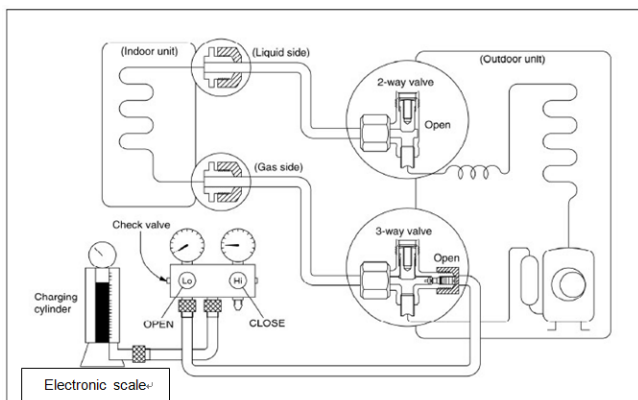 (Indoor unit)
(Liquid side)
2-way valve
(Outdoor unit)
Open
(Gas side)
3-way valve
Open
Check valve
Lo
Hi
Charging
cylinder
OPEN
CLOSE
Electronic scale↵